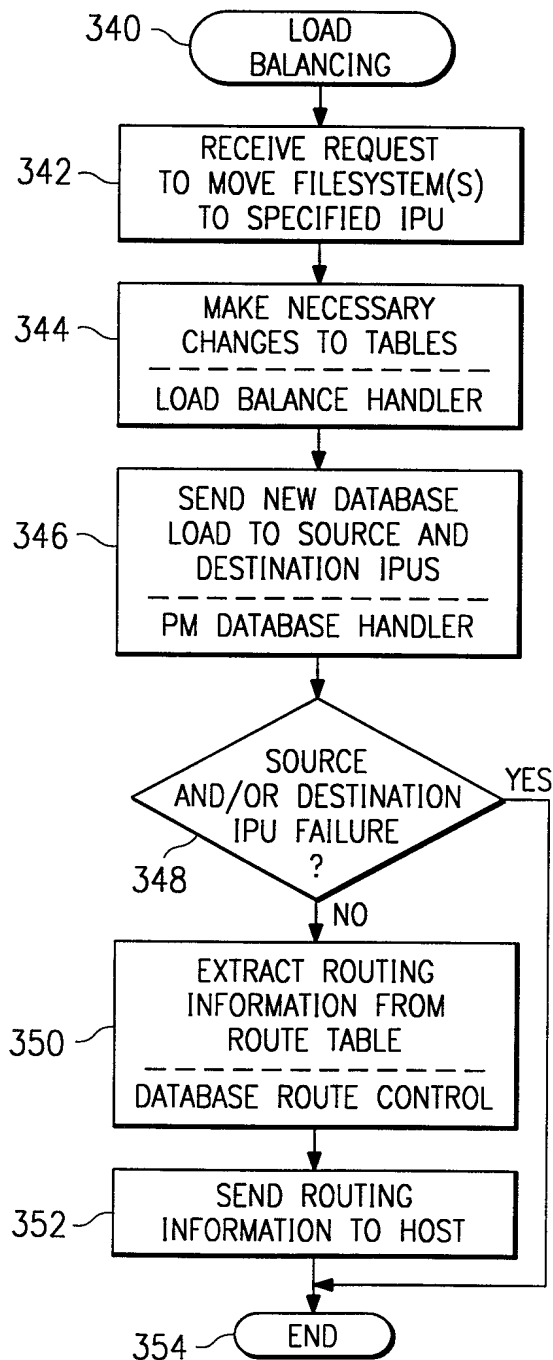 340
LOAD
BALANCING
342
RECEIVE REQUEST
TO MOVE FILESYSTEM(S)
TO SPECIFIED IPU
344
MAKE NECESSARY
CHANGES TO TABLES
LOAD BALANCE HANDLER
346
SEND NEW DATABASE
LOAD TO SOURCE AND
DESTINATION IPUS
PM DATABASE HANDLER
SOURCE
AND/OR DESTINATION
IPU FAILURE
?
348
YES
NO
350
EXTRACT ROUTING
INFORMATION FROM
ROUTE TABLE
DATABASE ROUTE CONTROL
352
SEND ROUTING
INFORMATION TO HOST
354
END